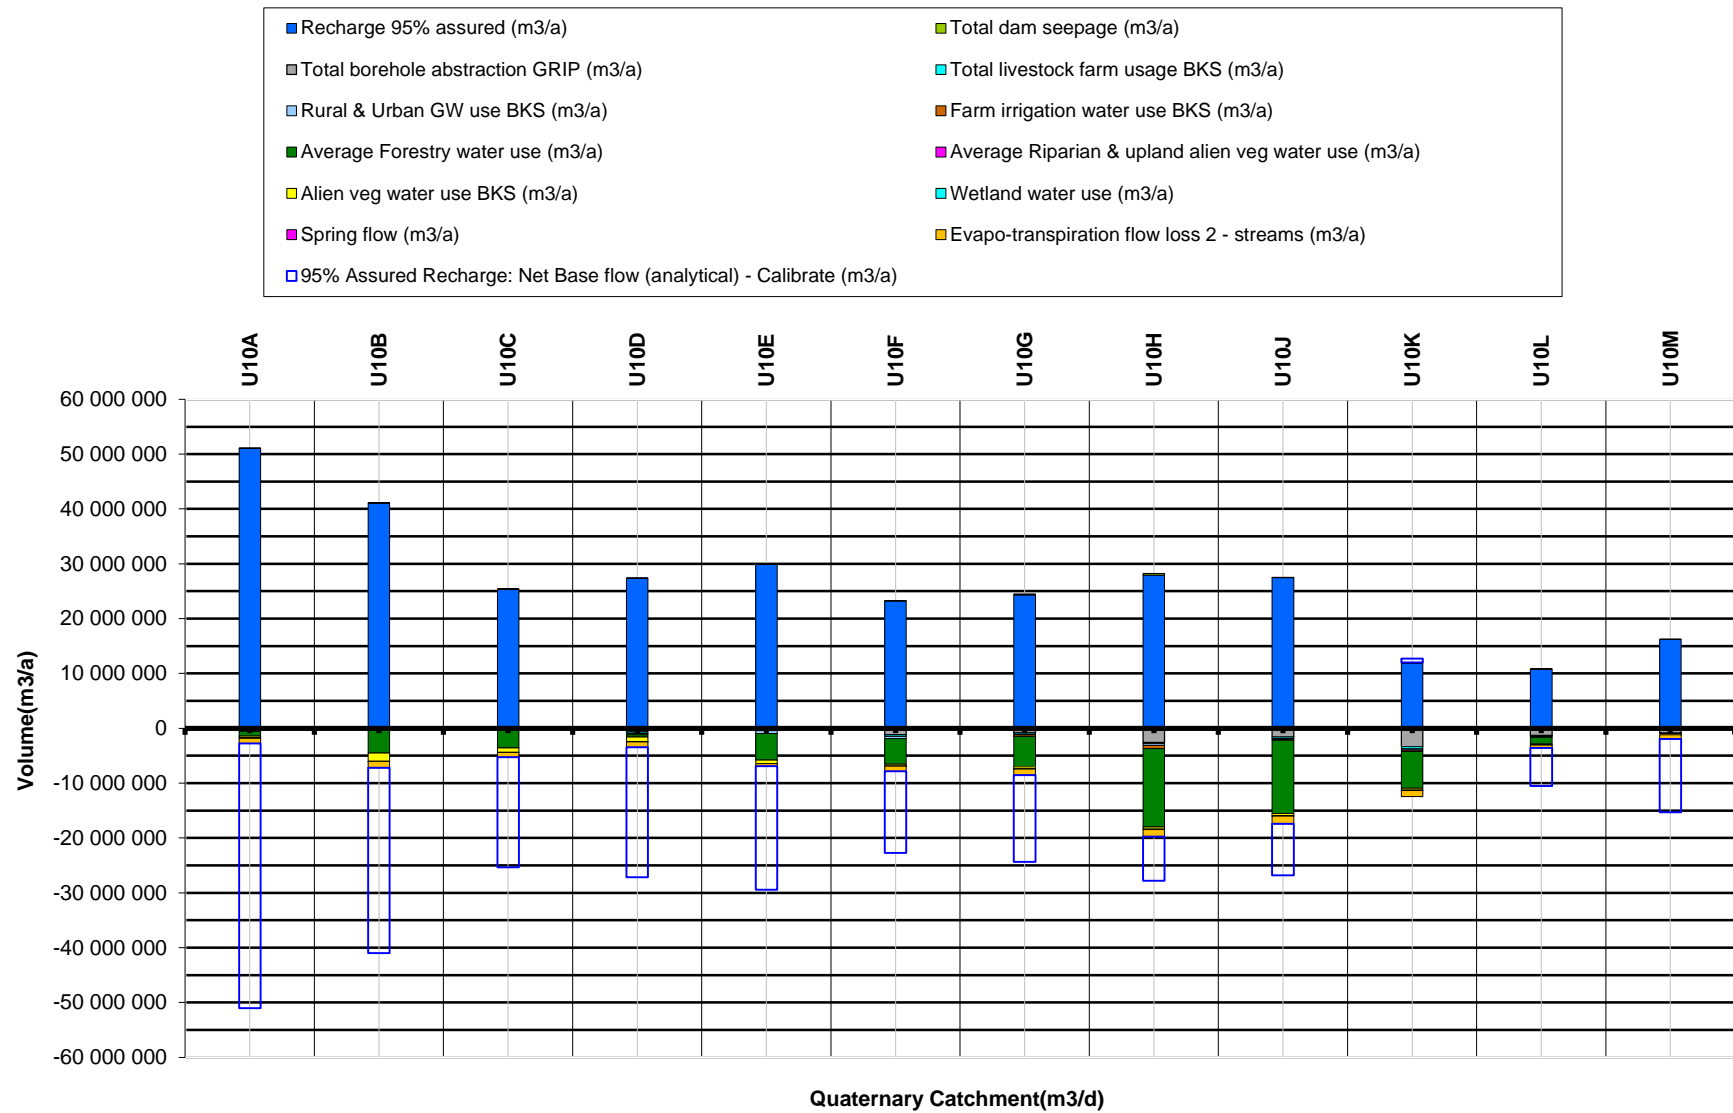 Recharge 95% assured (m3/a)
Total dam seepage (m3/a)
Total borehole abstraction GRIP (m3/a)
Total livestock farm usage BKS (m3/a)
Rural & Urban GW use BKS (m3/a)
Farm irrigation water use BKS (m3/a)
Average Forestry water use (m3/a)
Average Riparian & upland alien veg water use (m3/a)
Alien veg water use BKS (m3/a)
Wetland water use (m3/a)
Spring flow (m3/a)
Evapo-transpiration flow loss 2 - streams (m3/a)
95% Assured Recharge: Net Base flow (analytical) - Calibrate (m3/a)
U10A
U10B
U10C
U10D
U10E
U10F
U10G
U10H
U10J
U10K
U10L
U10M
60 000 000
50 000 000
40 000 000
30 000 000
20 000 000
10 000 000
0
-10 000 000
-20 000 000
-30 000 000
-40 000 000
-50 000 000
-60 000 000
Volume(m3/a)
Quaternary Catchment(m3/d)